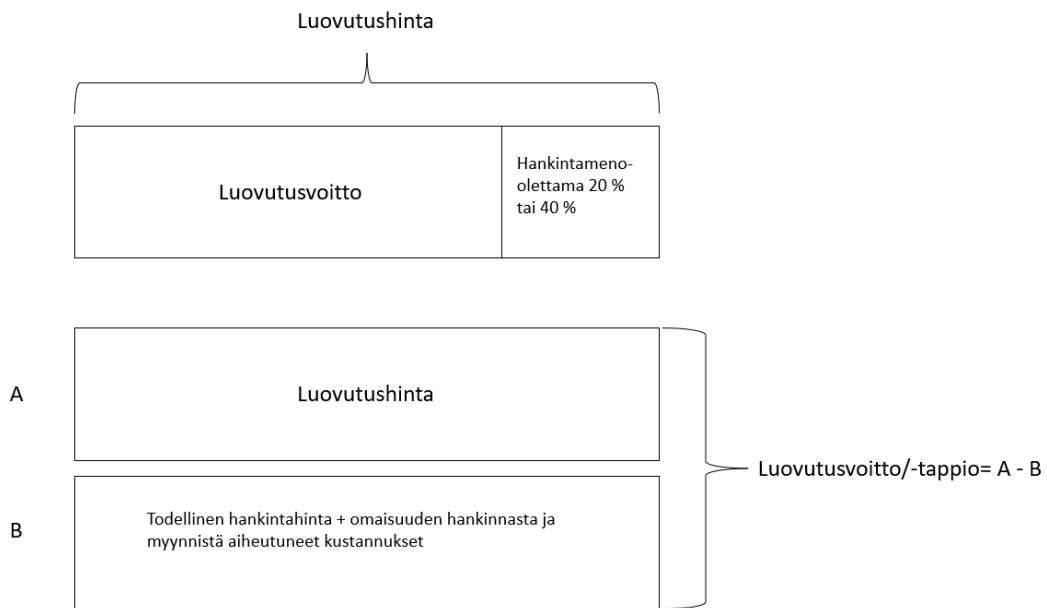 Luovutushinta
Luovutusvoitto
Hankintameno-
olettama 20 %
tai 40 %
A
Luovutushinta
Luovutusvoitto/-tappio= A - B
B
Todellinen hankintahinta + omaisuuden hankinnasta ja
myynnistä aiheutuneet kustannukset